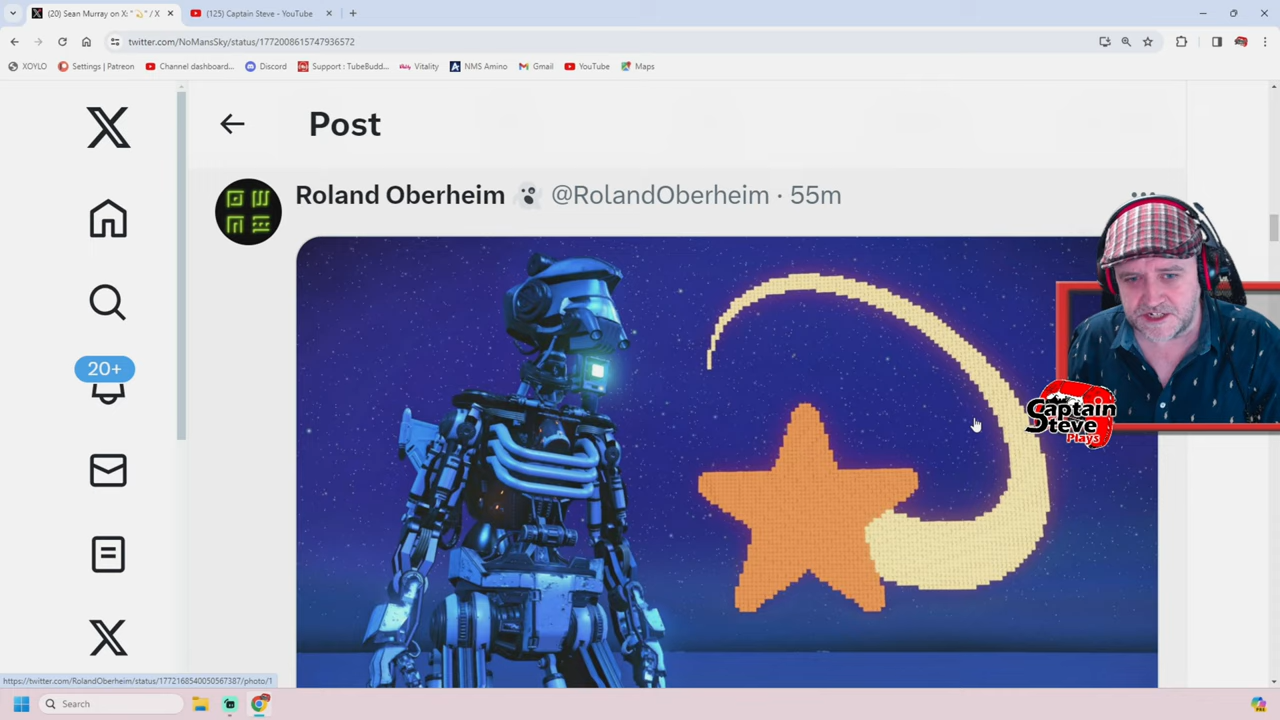 (20) Sean Murray on X: "💫" / X
(125) Captain Steve - YouTube
twitter.com/NoMansSky/status/1772008615747936572
XOYLO
Settings | Patreon
Channel dashboard...
Discord
Support : TubeBudd...
Vitality
NMS Amino
Gmail
YouTube
Maps
X
Post
Roland Oberheim 👻 @RolandOberheim · 55m
20+
Captain
Steve
Plays
https://twitter.com/RolandOberheim/status/1772168540050567387/photo/1
Search